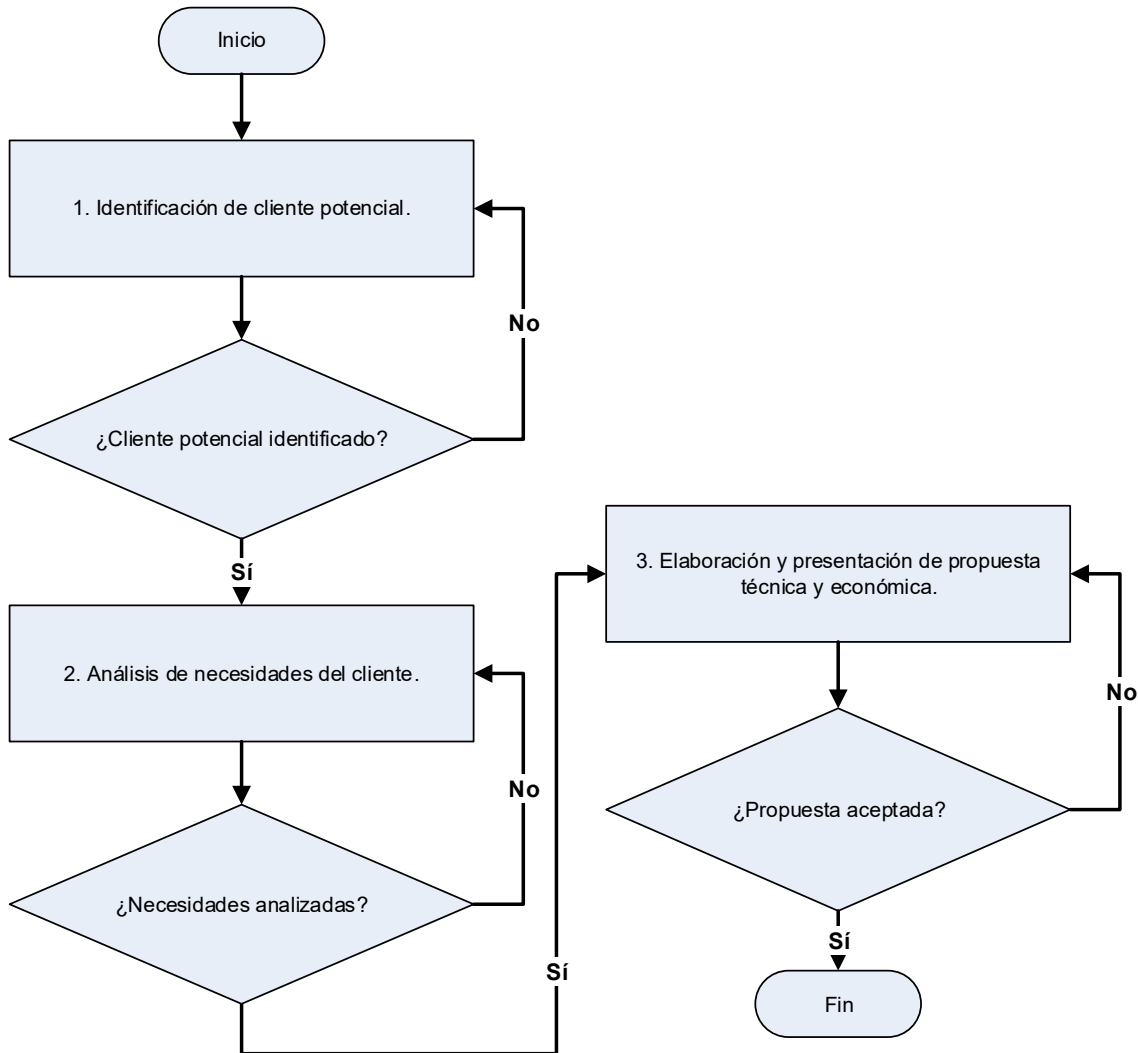 Inicio
1. Identificación de cliente potencial.
No
¿Cliente potencial identificado?
Sí
2. Análisis de necesidades del cliente.
No
¿Necesidades analizadas?
Sí
3. Elaboración y presentación de propuesta
técnica y económica.
No
¿Propuesta aceptada?
Sí
Fin